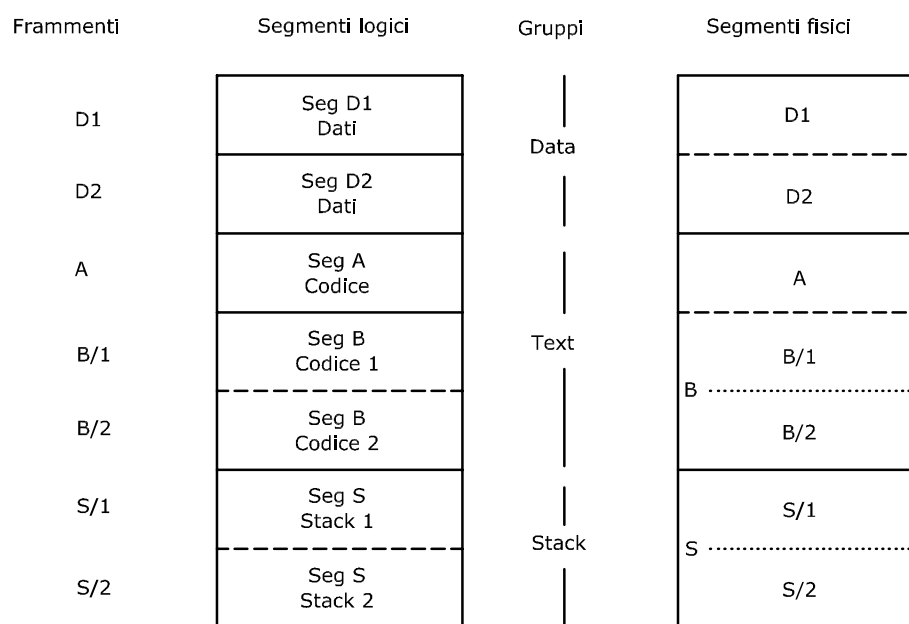 Frammenti
Segmenti logici
Gruppi
Segmenti fisici
D1
Seg D1
Dati
Data
D1
D2
Seg D2
Dati
D2
A
Seg A
Codice
A
B/1
Seg B
Codice 1
Text
B/1
B
B/2
Seg B
Codice 2
B/2
S/1
Seg S
Stack 1
S/1
Stack
S
S/2
Seg S
Stack 2
S/2